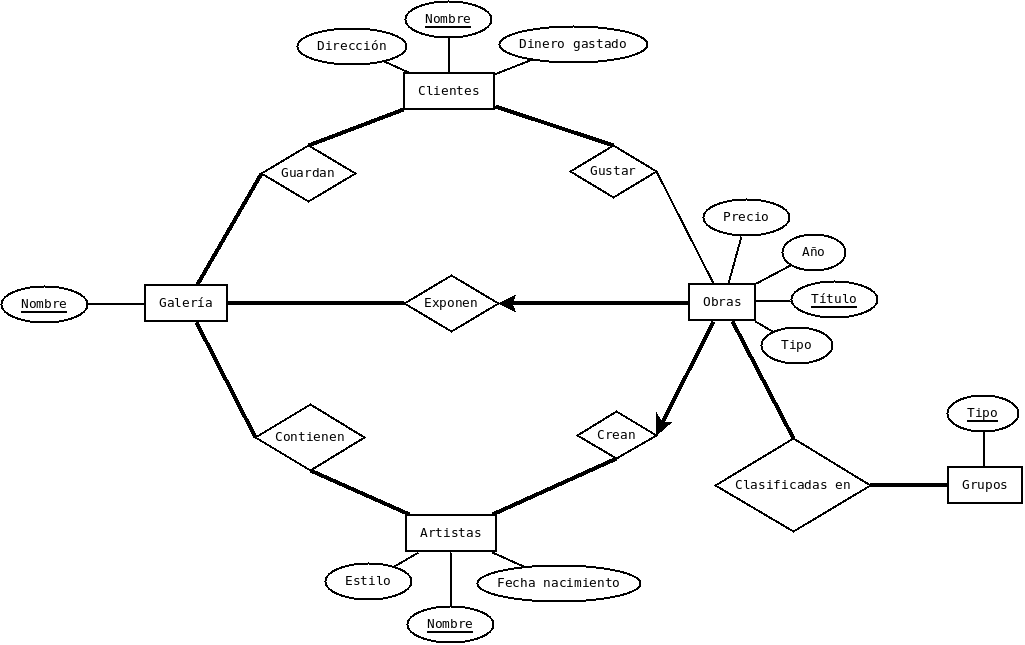 Nombre
Dirección
Dinero gastado
Clientes
Guardan
Gustar
Precio
Año
Nombre
Galería
Exponen
Obras
Título
Tipo
Tipo
Contienen
Crean
Clasificadas en
Grupos
Artistas
Estilo
Fecha nacimiento
Nombre